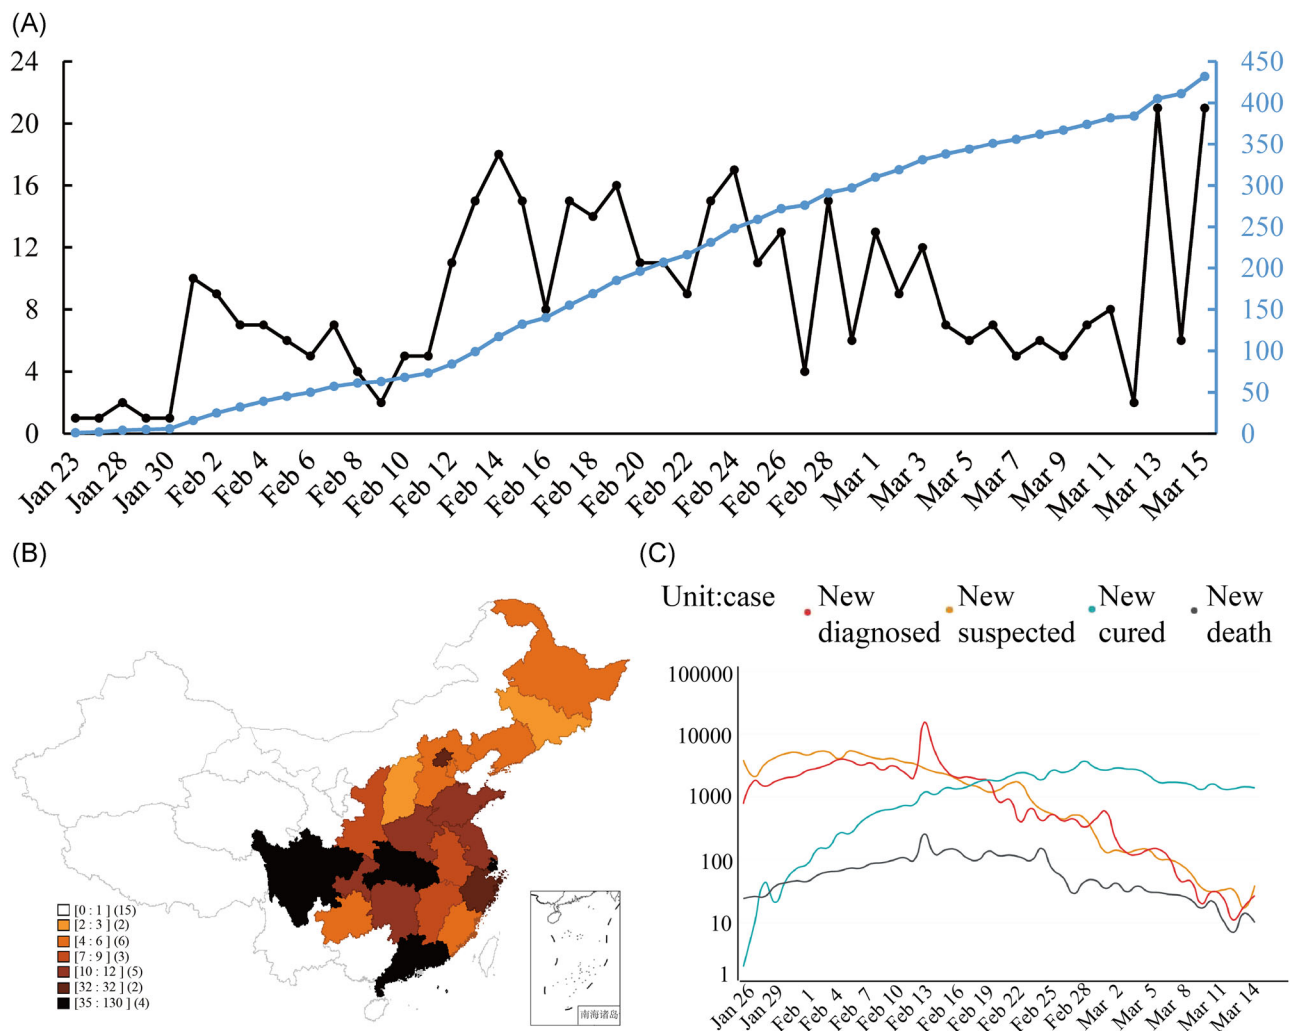 (A)
24
20
16
12
8
4
0
450
400
350
300
250
200
150
100
50
0
Jan 23
Jan 28
Jan 30
Feb 2
Feb 4
Feb 6
Feb 8
Feb 10
Feb 12
Feb 14
Feb 16
Feb 18
Feb 20
Feb 22
Feb 24
Feb 26
Feb 28
Mar 1
Mar 3
Mar 5
Mar 7
Mar 9
Mar 11
Mar 13
Mar 15
(B)
[0 : 1 ] (15)
[2 : 3 ] (2)
[4 : 6 ] (6)
[7 : 9 ] (3)
[10 : 12 ] (5)
[32 : 32 ] (2)
[35 : 130 ] (4)
南海诸岛
(C)
Unit:case
New diagnosed
New suspected
New cured
New death
100000
10000
1000
100
10
1
Jan 26
Jan 29
Feb 1
Feb 4
Feb 7
Feb 10
Feb 13
Feb 16
Feb 19
Feb 22
Feb 25
Feb 28
Mar 2
Mar 5
Mar 8
Mar 11
Mar 14